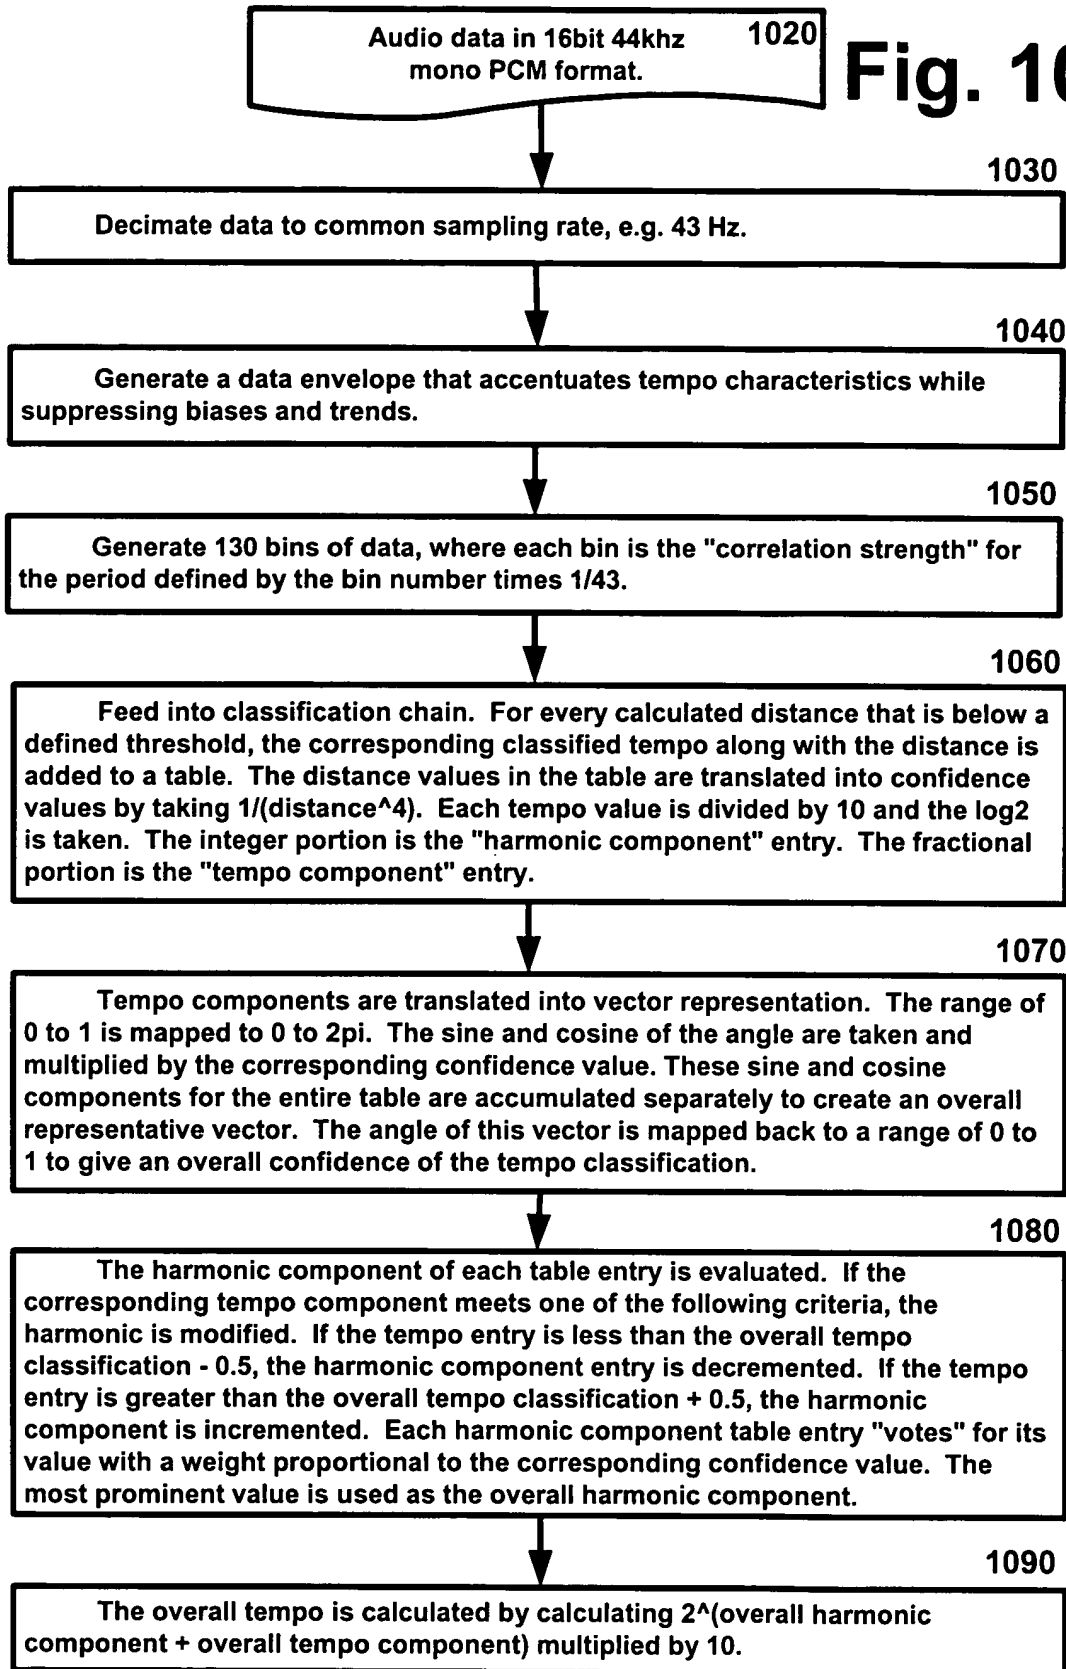 Audio data in 16bit 44khz
mono PCM format.
1020
Fig. 10
1030
Decimate data to common sampling rate, e.g. 43 Hz.
1040
Generate a data envelope that accentuates tempo characteristics while
suppressing biases and trends.
1050
Generate 130 bins of data, where each bin is the "correlation strength" for
the period defined by the bin number times 1/43.
1060
Feed into classification chain. For every calculated distance that is below a
defined threshold, the corresponding classified tempo along with the distance is
added to a table. The distance values in the table are translated into confidence
values by taking 1/(distance^4). Each tempo value is divided by 10 and the log2
is taken. The integer portion is the "harmonic component" entry. The fractional
portion is the "tempo component" entry.
1070
Tempo components are translated into vector representation. The range of
0 to 1 is mapped to 0 to 2pi. The sine and cosine of the angle are taken and
multiplied by the corresponding confidence value. These sine and cosine
components for the entire table are accumulated separately to create an overall
representative vector. The angle of this vector is mapped back to a range of 0 to
1 to give an overall confidence of the tempo classification.
1080
The harmonic component of each table entry is evaluated. If the
corresponding tempo component meets one of the following criteria, the
harmonic is modified. If the tempo entry is less than the overall tempo
classification - 0.5, the harmonic component entry is decremented. If the tempo
entry is greater than the overall tempo classification + 0.5, the harmonic
component is incremented. Each harmonic component table entry "votes" for its
value with a weight proportional to the corresponding confidence value. The
most prominent value is used as the overall harmonic component.
1090
The overall tempo is calculated by calculating 2^(overall harmonic
component + overall tempo component) multiplied by 10.